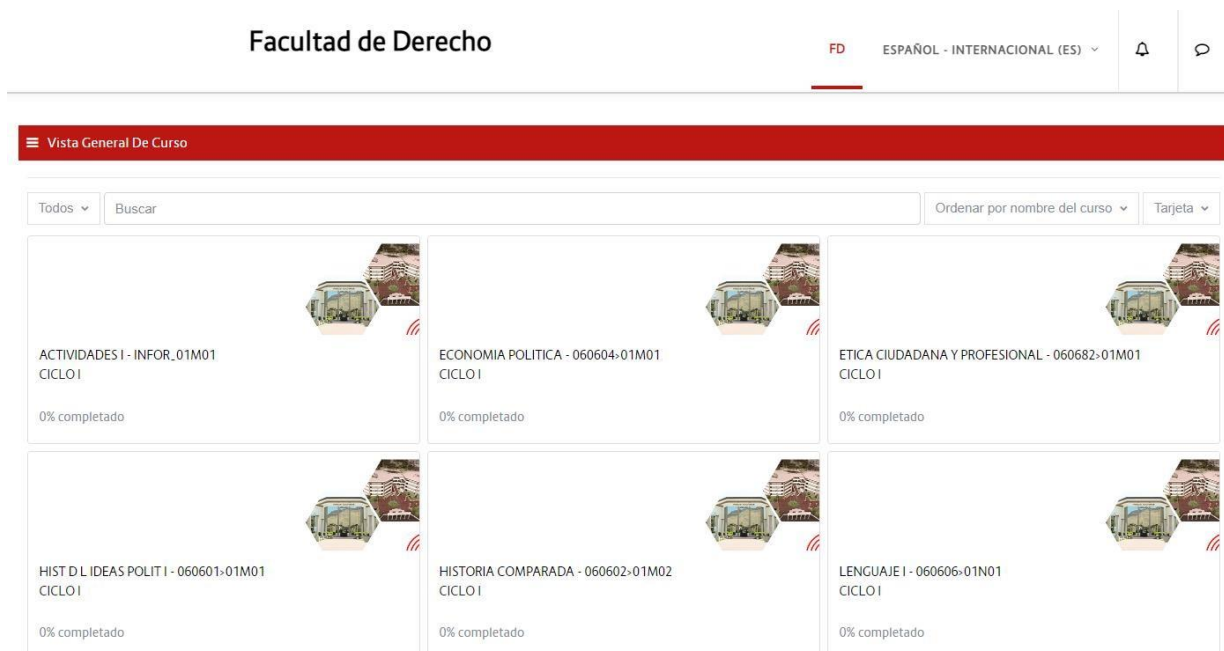 Facultad de Derecho
FD
ESPAÑOL - INTERNACIONAL (ES)
Vista General De Curso
Todos
Buscar
Ordenar por nombre del curso
Tarjeta
ACTIVIDADES I - INFOR_01M01
CICLO I
0% completado
ECONOMIA POLITICA - 060604>01M01
CICLO I
0% completado
ETICA CIUDADANA Y PROFESIONAL - 060682>01M01
CICLO I
0% completado
HIST D L IDEAS POLIT I - 060601>01M01
CICLO I
0% completado
HISTORIA COMPARADA - 060602>01M02
CICLO I
0% completado
LENGUAJE I - 060606>01N01
CICLO I
0% completado